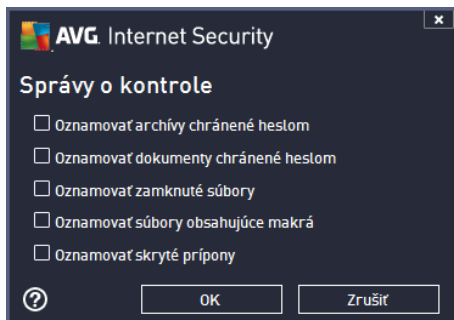 AVG. Internet Security
Správy o kontrole
Oznamovať archívy chránené heslom
Oznamovať dokumenty chránené heslom
Oznamovať zamknuté súbory
Oznamovať súbory obsahujúce makrá
Oznamovať skryté prípony
? OK Zrušiť